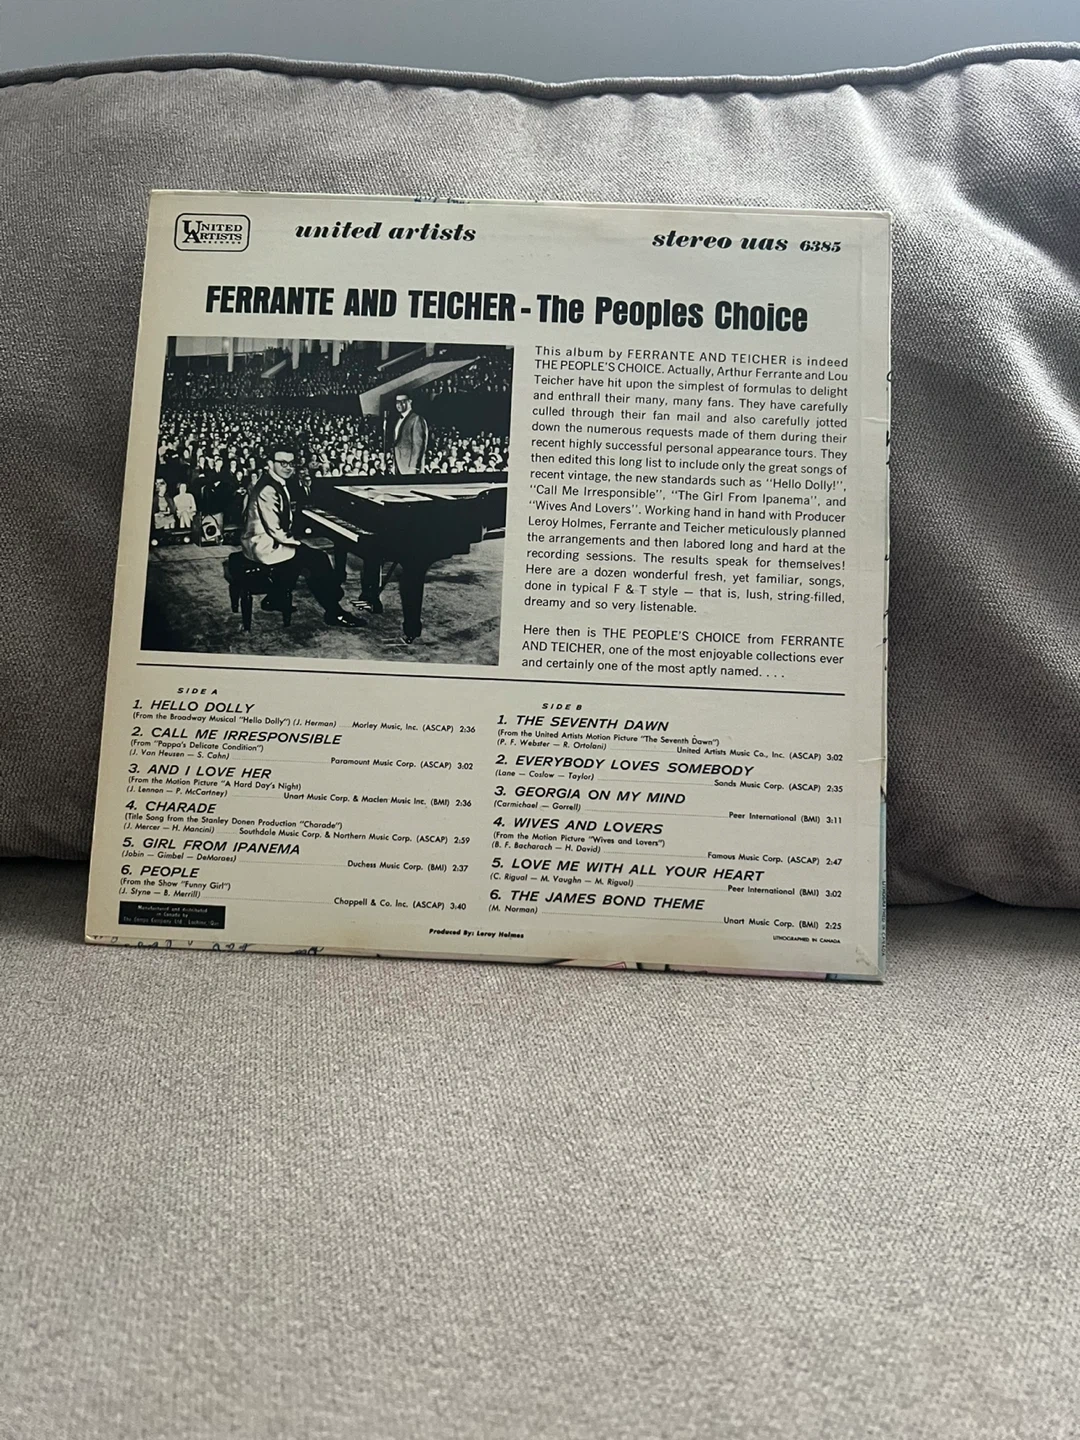 UNITED
ARTISTS
RECORDS
united artists
stereo uas 6385
FERRANTE AND TEICHER - The Peoples Choice
This album by FERRANTE AND TEICHER is indeed
THE PEOPLE'S CHOICE. Actually, Arthur Ferrante and Lou
Teicher have hit upon the simplest of formulas to delight
and enthrall their many, many fans. They have carefully
culled through their fan mail and also carefully jotted
down the numerous requests made of them during their
recent highly successful personal appearance tours. They
then edited this long list to include only the great songs of
recent vintage, the new standards such as "Hello Dolly!",
"Call Me Irresponsible", "The Girl From Ipanema", and
"Wives And Lovers". Working hand in hand with Producer
Leroy Holmes, Ferrante and Teicher meticulously planned
the arrangements and then labored long and hard at the
recording sessions. The results speak for themselves!
Here are a dozen wonderful fresh, yet familiar, songs,
done in typical F & T style — that is, lush, string-filled,
dreamy and so very listenable.
Here then is THE PEOPLE'S CHOICE from FERRANTE
AND TEICHER, one of the most enjoyable collections ever
and certainly one of the most aptly named. . . .
SIDE A
1. HELLO DOLLY
(From the Broadway Musical "Hello Dolly") (J. Herman) Morley Music, Inc. (ASCAP) 2:36
2. CALL ME IRRESPONSIBLE
(From "Pappa's Delicate Condition")
(J. Van Heusen — S. Cahn) Paramount Music Corp. (ASCAP) 3:02
3. AND I LOVE HER
(From the Motion Picture "A Hard Day's Night)
(J. Lennon — P. McCartney) Unart Music Corp. & Maclen Music Inc. (BMI) 2:36
4. CHARADE
(Title Song from the Stanley Donen Production "Charade")
(J. Mercer — H. Mancini) Southdale Music Corp. & Northern Music Corp. (ASCAP) 2:59
5. GIRL FROM IPANEMA
(Jobin — Gimbel — DeMoraes) Duchess Music Corp. (BMI) 2:37
6. PEOPLE
(From the Show "Funny Girl")
(J. Styne — B. Merrill) Chappell & Co. Inc. (ASCAP) 3:40
Manufactured and distributed
in Canada by
The Compo Company Ltd., Lachine, Que.
SIDE B
1. THE SEVENTH DAWN
(From the United Artists Motion Picture "The Seventh Dawn")
(P. F. Webster — R. Ortolani) United Artists Music Co., Inc. (ASCAP) 3:02
2. EVERYBODY LOVES SOMEBODY
(Lane — Coslow — Taylor) Sands Music Corp. (ASCAP) 2:35
3. GEORGIA ON MY MIND
(Carmichael — Gorrell) Peer International (BMI) 3:11
4. WIVES AND LOVERS
(From the Motion Picture "Wives and Lovers")
(B. F. Bacharach — H. David) Famous Music Corp. (ASCAP) 2:47
5. LOVE ME WITH ALL YOUR HEART
(C. Rigual — M. Vaughn — M. Rigual) Peer International (BMI) 3:02
6. THE JAMES BOND THEME
(M. Norman) Unart Music Corp. (BMI) 2:25
Produced By: Leroy Holmes
LITHOGRAPHED IN CANADA